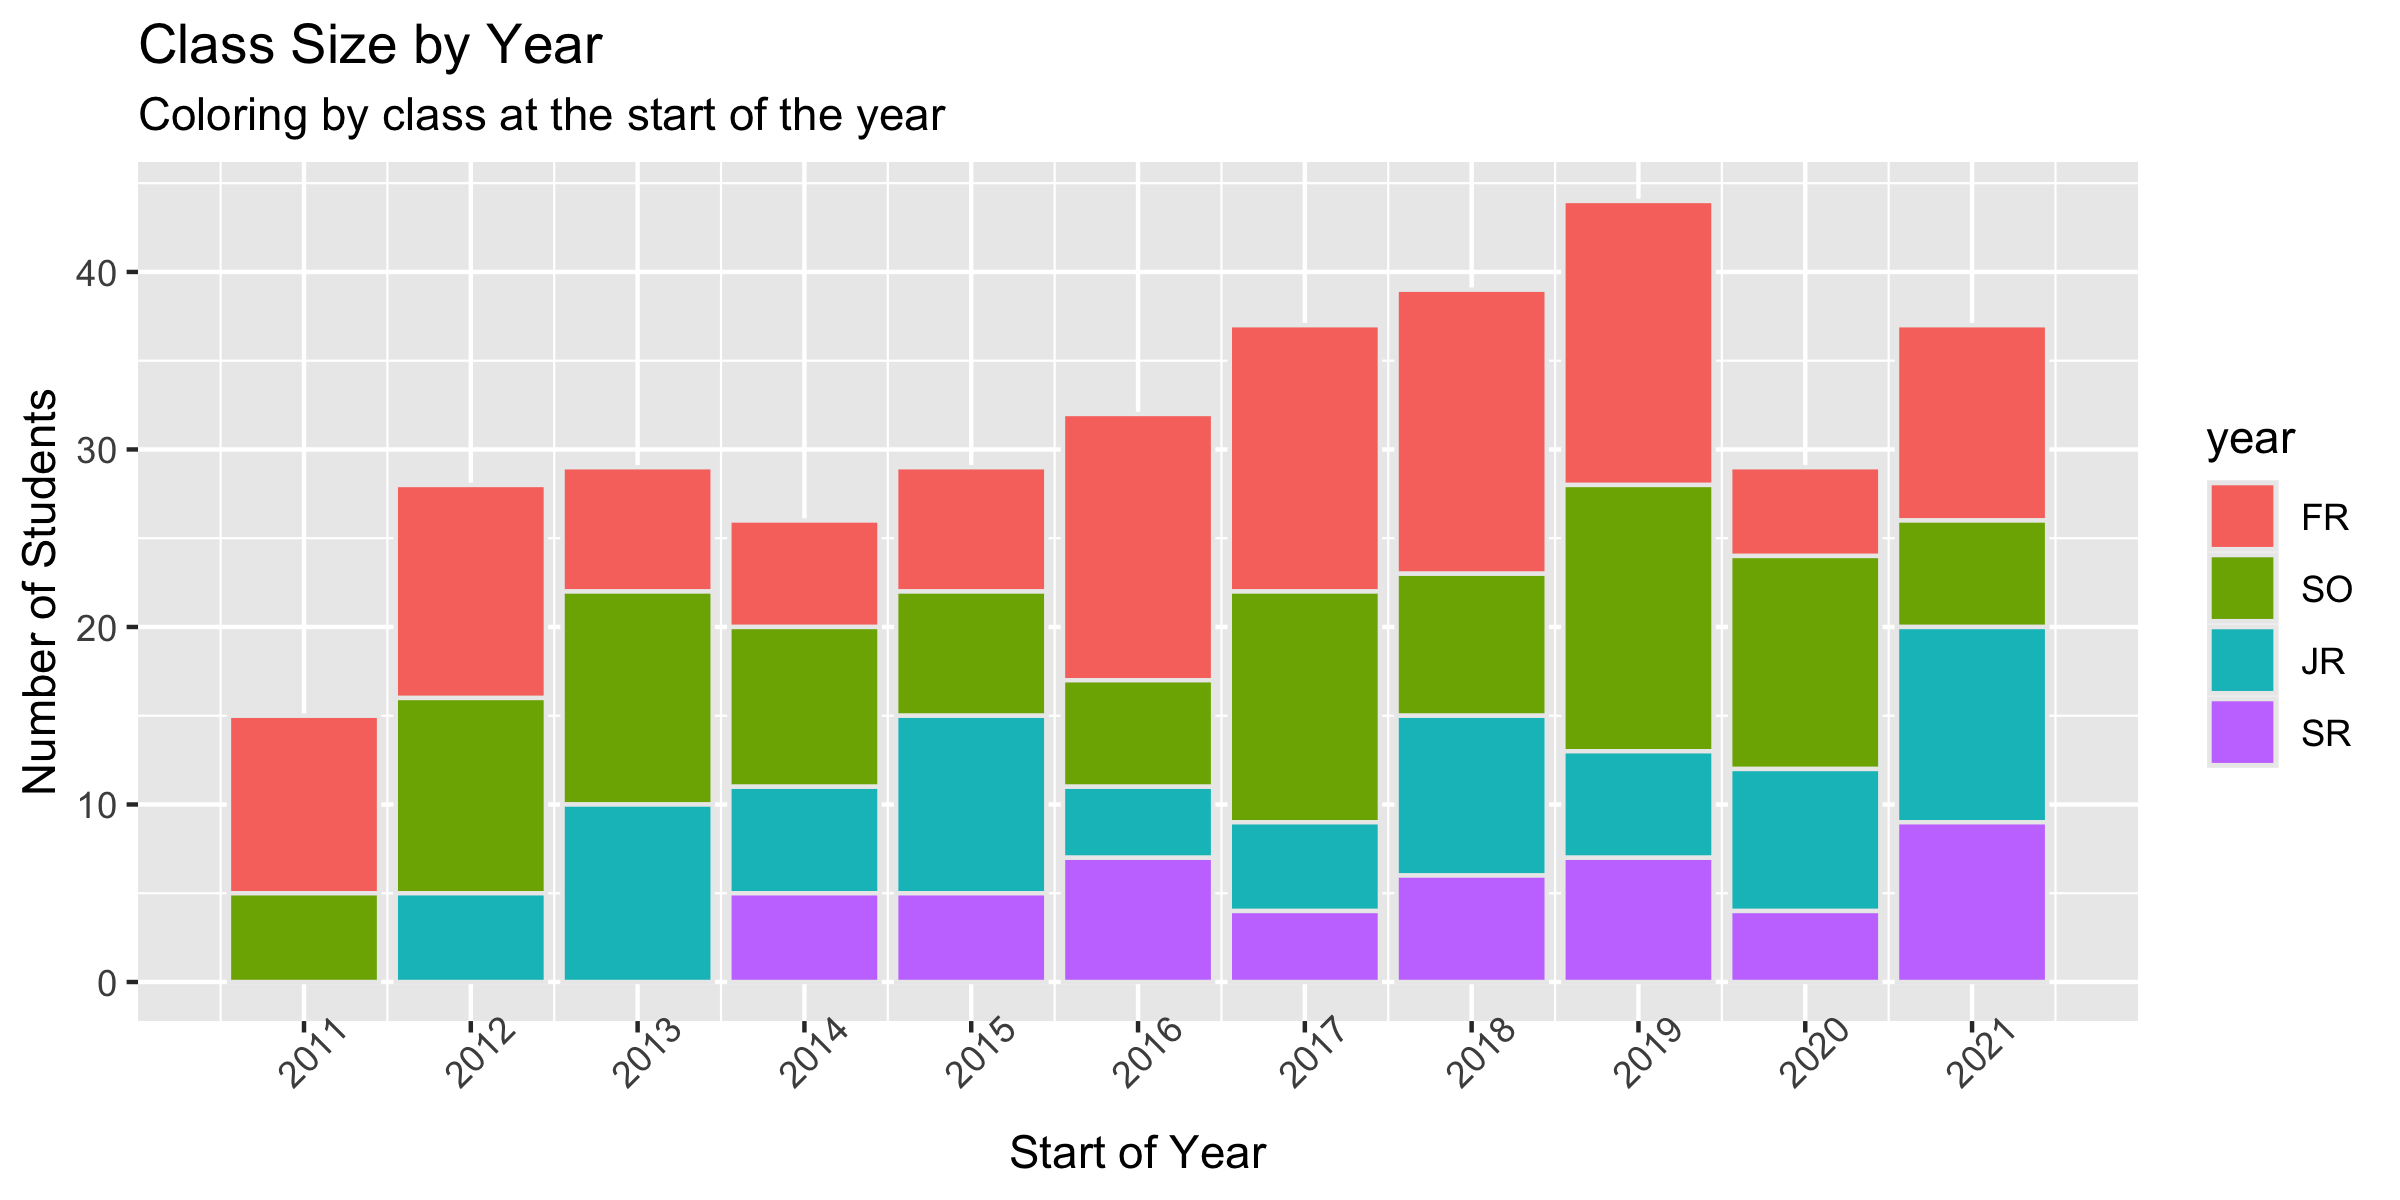 Class Size by Year
Coloring by class at the start of the year
Number of Students
40
30
20
10
0
2011
2012
2013
2014
2015
2016
2017
2018
2019
2020
2021
Start of Year
year
FR
SO
JR
SR